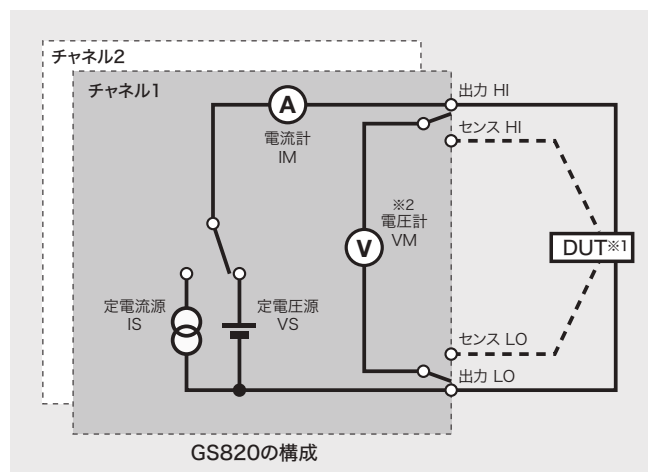 チャネル2
チャネル1
A
電流計
IM
出力 HI
センス HI
※2
電圧計
VM
V
DUT※1
定電流源
IS
定電圧源
VS
センス LO
出力 LO
GS820の構成